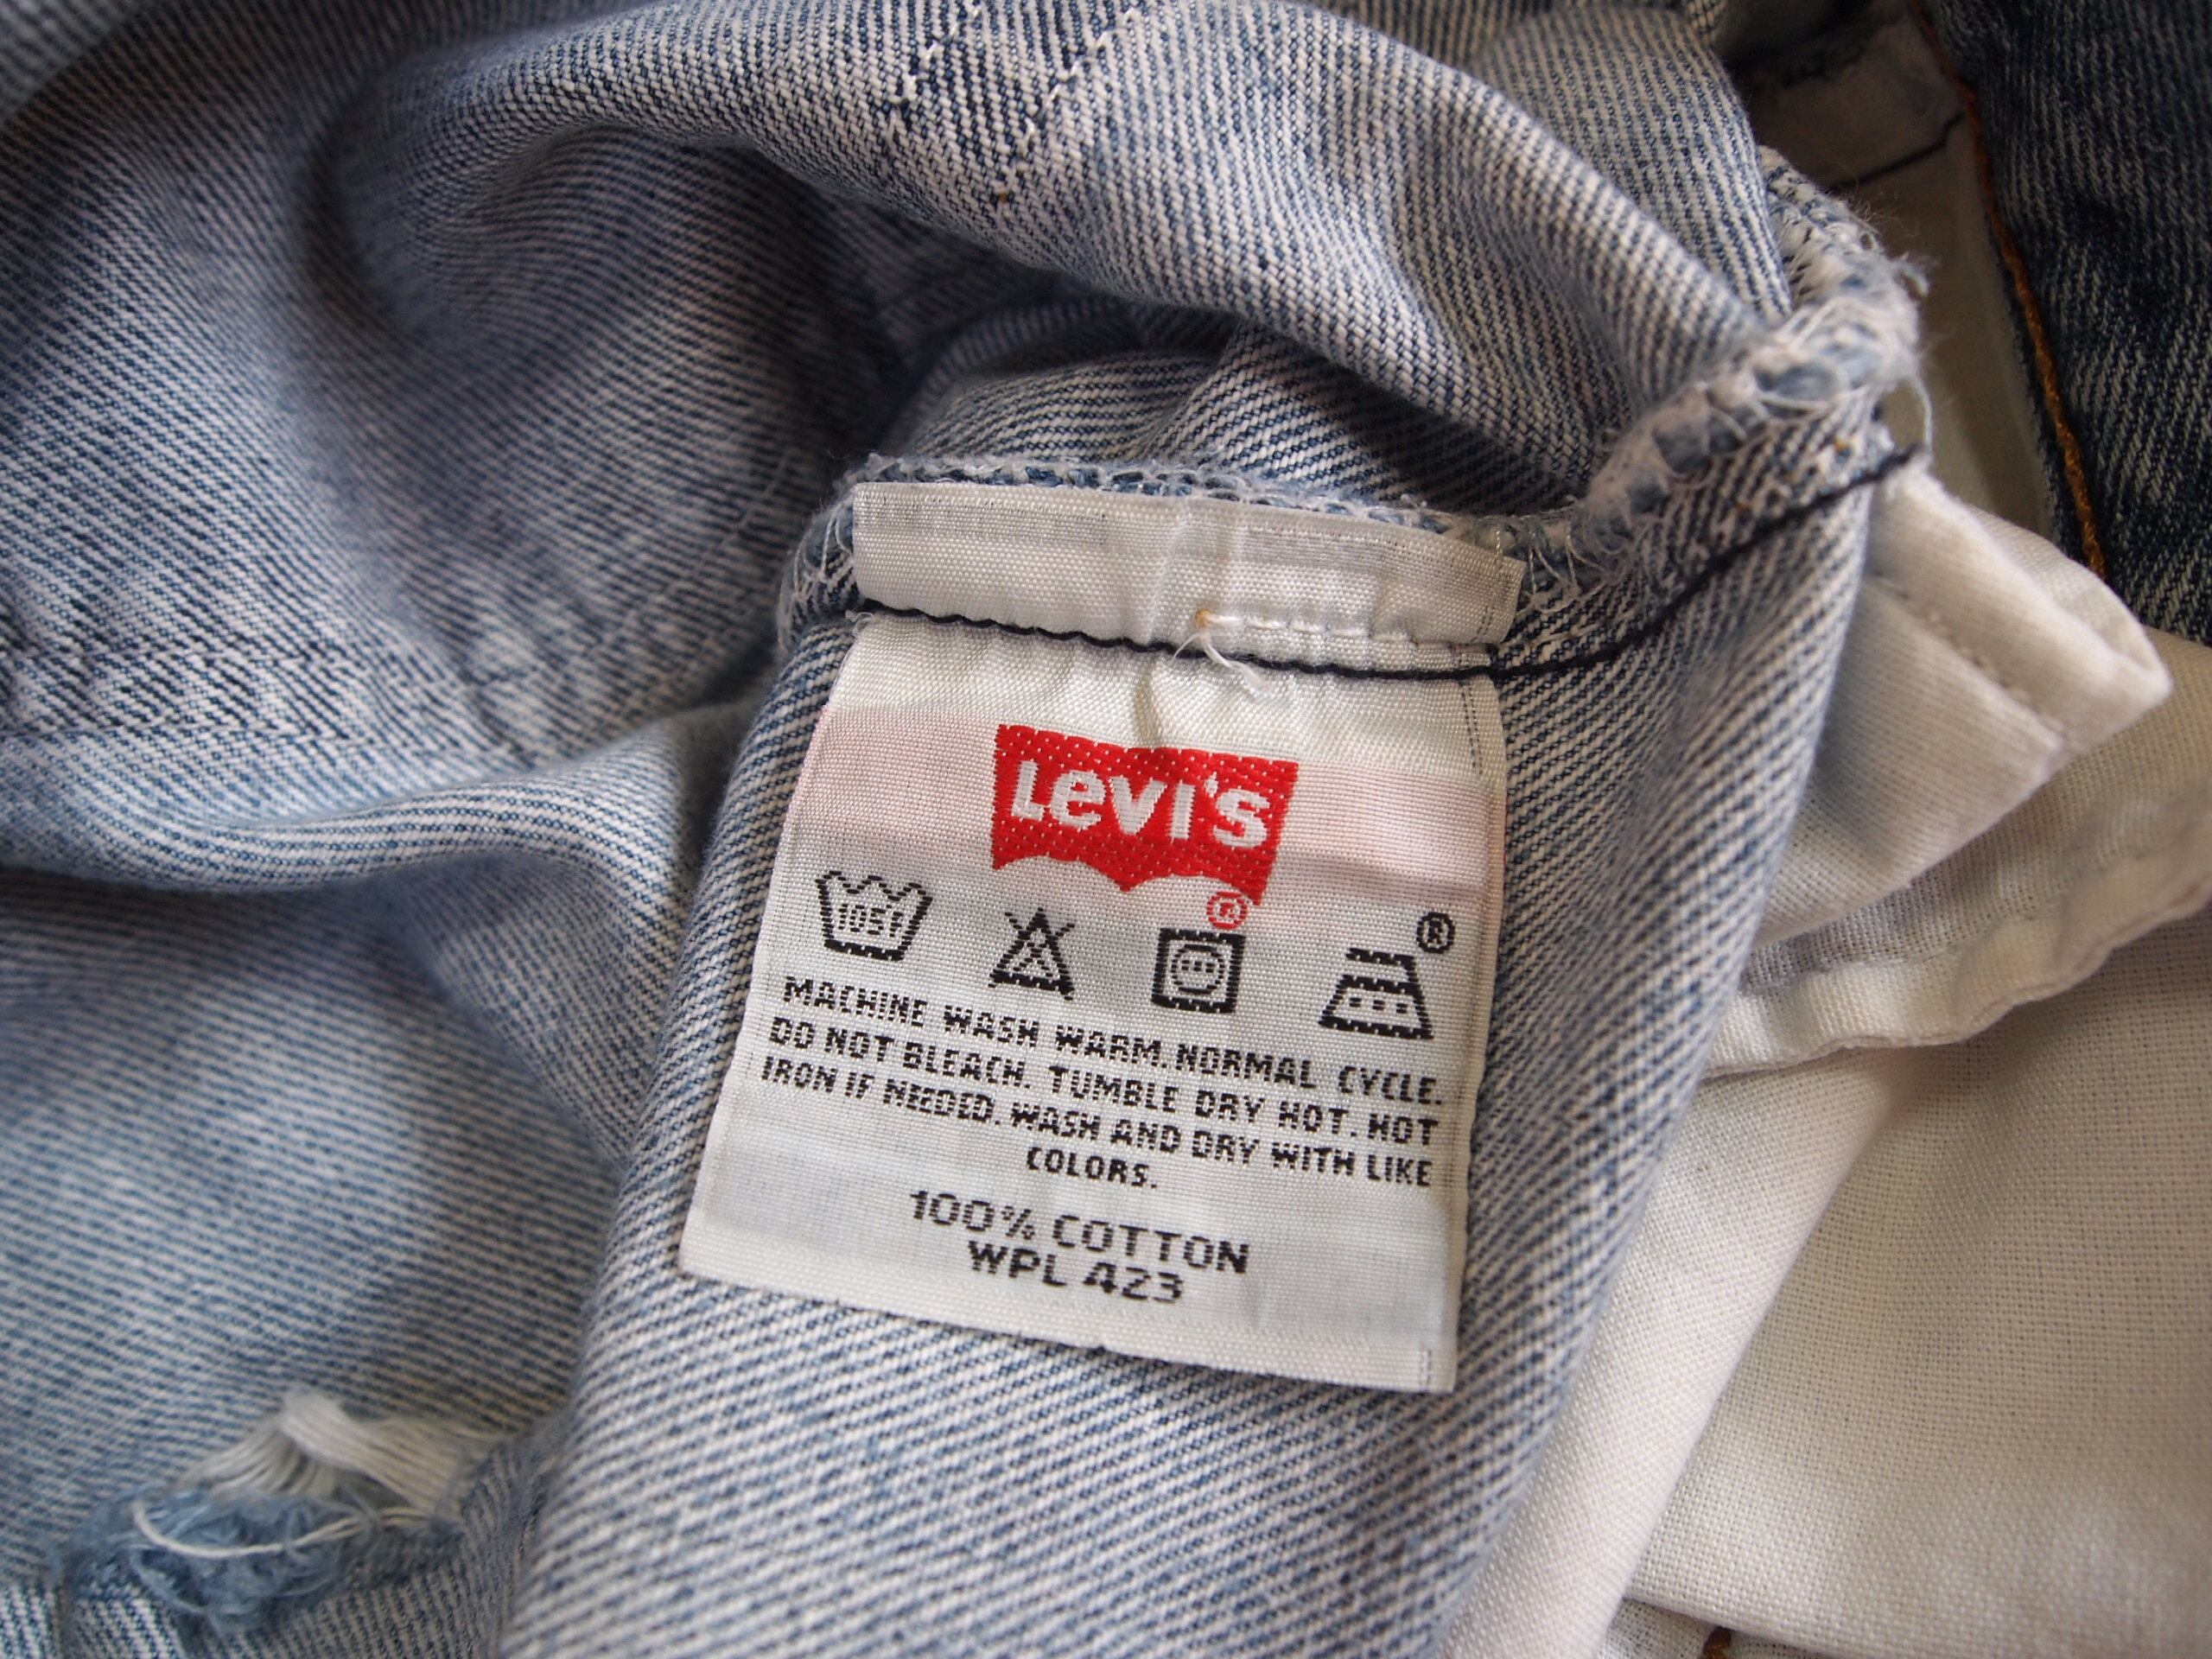 LEVI'S
®
105F
®
MACHINE WASH WARM. NORMAL CYCLE.
DO NOT BLEACH. TUMBLE DRY HOT. HOT
IRON IF NEEDED. WASH AND DRY WITH LIKE
COLORS.
100% COTTON
WPL 423